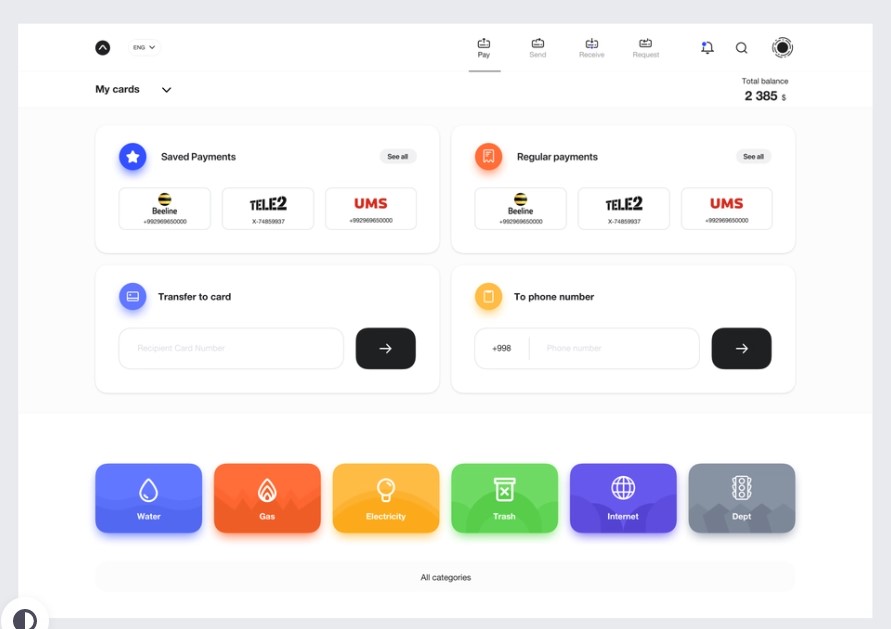 ENG
Pay
Send
Receive
Request
My cards
Total balance
2 385 $
Saved Payments
See all
Beeline
+992969650000
TELE2
X-74859937
UMS
+992969650000
Regular payments
See all
Beeline
+992969650000
TELE2
X-74859937
UMS
+992969650000
Transfer to card
Recipient Card Number
To phone number
+998
Phone number
Water
Gas
Electricity
Trash
Internet
Dept
All categories